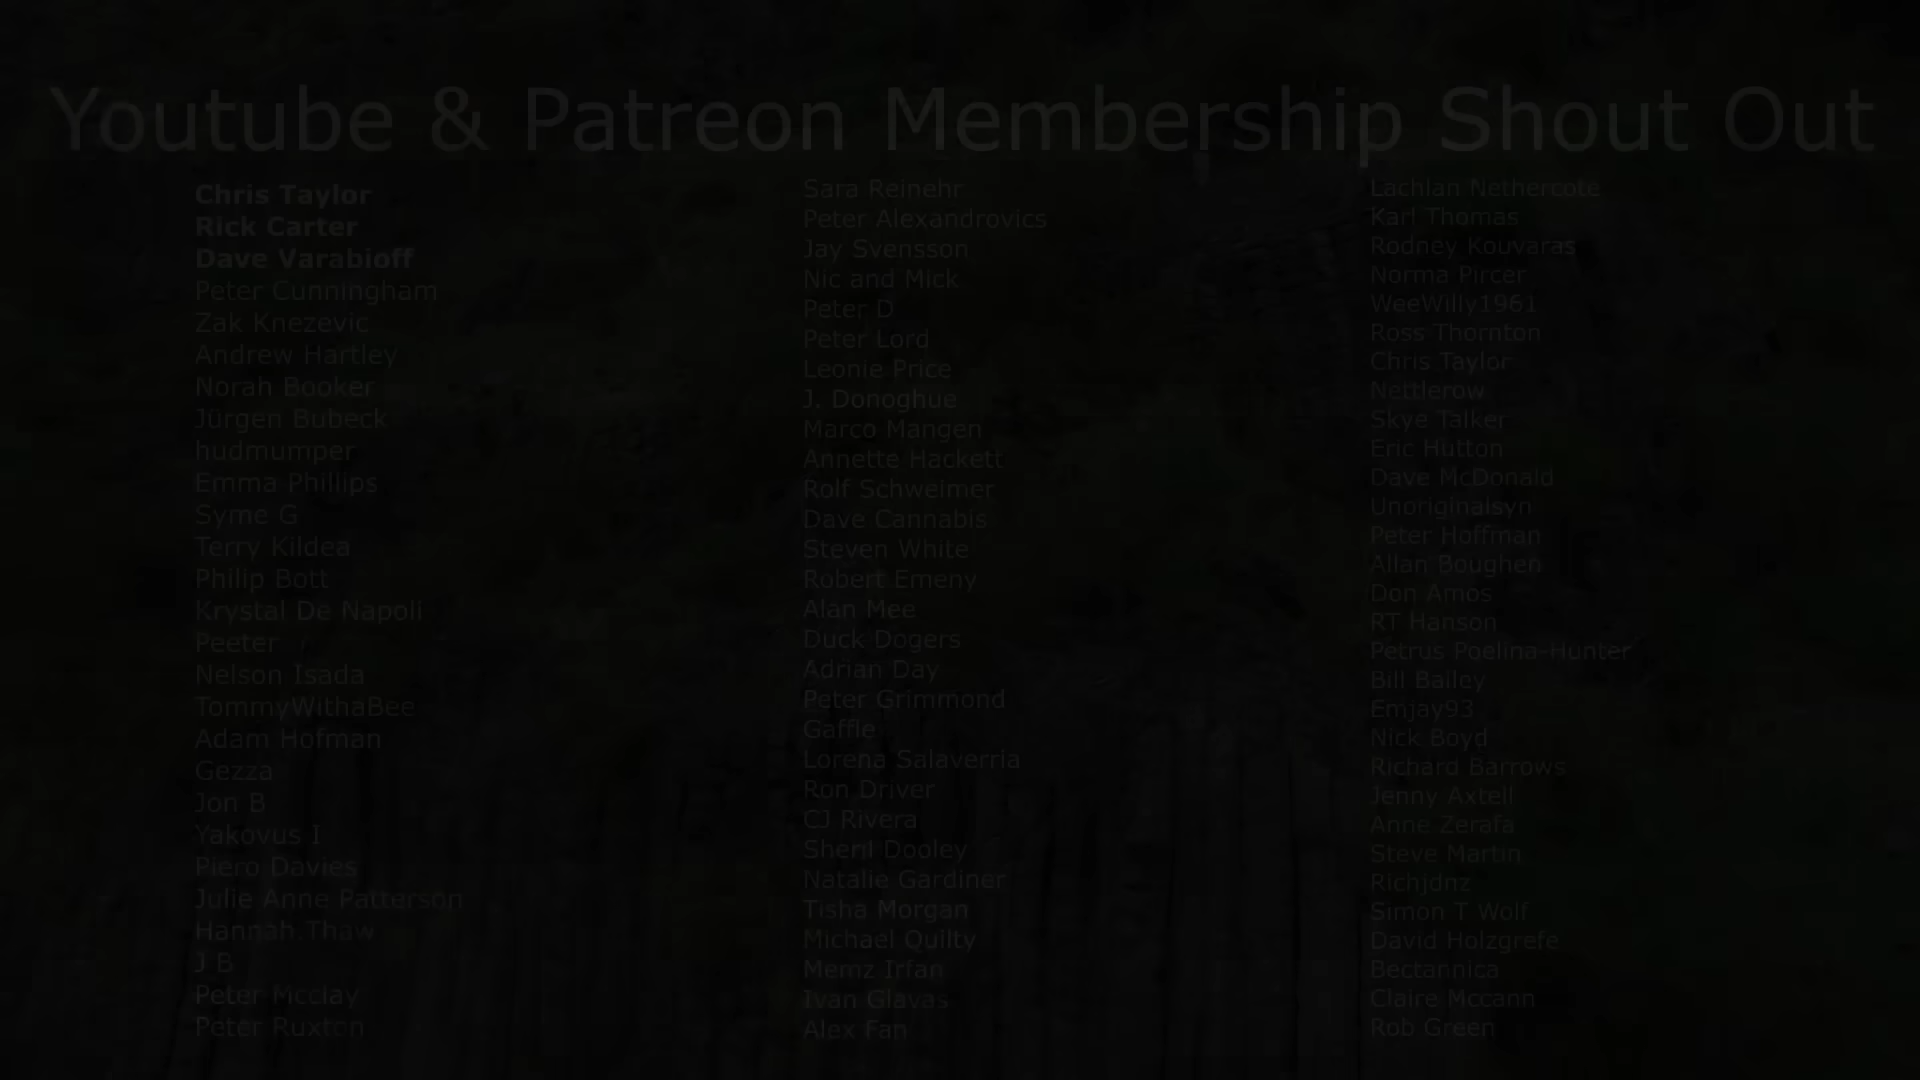 Youtube & Patreon Membership Shout Out
Chris Taylor
Rick Carter
Dave Varabioff
Peter Cunningham
Zak Knezevic
Andrew Hartley
Norah Booker
Jürgen Bubeck
hudmumper
Emma Phillips
Syme G
Terry Kildea
Philip Bott
Krystal De Napoli
Peeter
Nelson Isada
TommyWithaBee
Adam Hofman
Gezza
Jon B
Yakovus I
Piero Davies
Julie Anne Patterson
Hannah.Thaw
J B
Peter Mcclay
Peter Ruxton
Sara Reinehr
Peter Alexandrovics
Jay Svensson
Nic and Mick
Peter D
Peter Lord
Leonie Price
J. Donoghue
Marco Mangen
Annette Hackett
Rolf Schweimer
Dave Cannabis
Steven White
Robert Emeny
Alan Mee
Duck Dogers
Adrian Day
Peter Grimmond
Gaffle
Lorena Salaverria
Ron Driver
CJ Rivera
Sheril Dooley
Natalie Gardiner
Tisha Morgan
Michael Quilty
Memz Irfan
Ivan Glavas
Alex Fan
Lachlan Nethercote
Karl Thomas
Rodney Kouvaras
Norma Pircer
WeeWilly1961
Ross Thornton
Chris Taylor
Nettlerow
Skye Talker
Eric Hutton
Dave McDonald
Unoriginalsyn
Peter Hoffman
Allan Boughen
Don Amos
RT Hanson
Petrus Poelina-Hunter
Bill Bailey
Emjay93
Nick Boyd
Richard Barrows
Jenny Axtell
Anne Zerafa
Steve Martin
Richjdnz
Simon T Wolf
David Holzgrefe
Bectannica
Claire Mccann
Rob Green